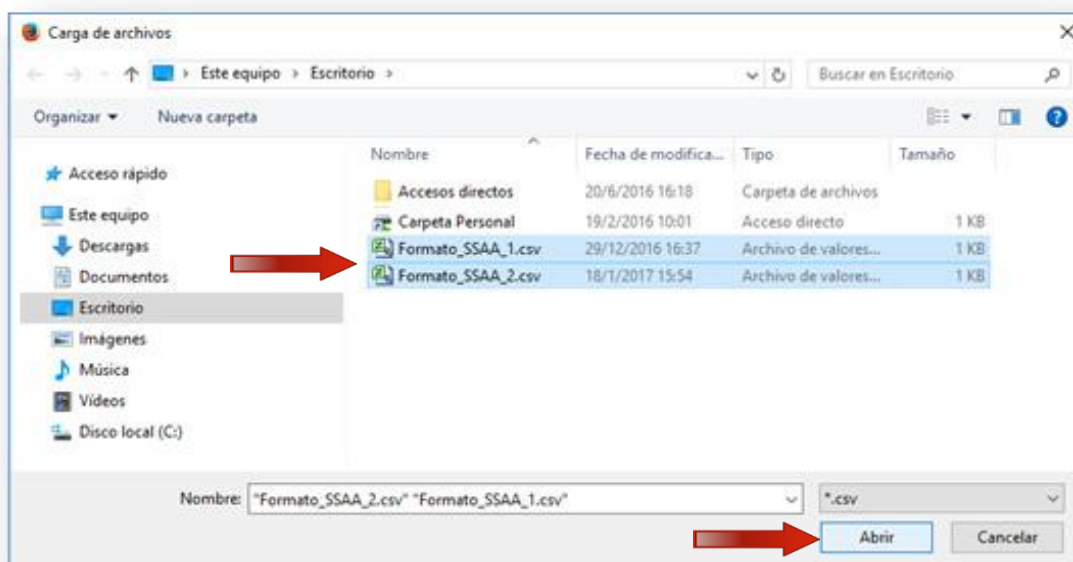 Carga de archivos
Este equipo > Escritorio >
Buscar en Escritorio
Organizar
Nueva carpeta
Nombre Fecha de modifica... Tipo Tamaño
Acceso rápido
Este equipo
Descargas
Documentos
Escritorio
Imágenes
Música
Vídeos
Disco local (C:)
Accesos directos 20/6/2016 16:18 Carpeta de archivos
Carpeta Personal 19/2/2016 10:01 Acceso directo 1 KB
Formato_SSAA_1.csv 29/12/2016 16:37 Archivo de valores... 1 KB
Formato_SSAA_2.csv 18/1/2017 15:54 Archivo de valores... 1 KB
Nombre: "Formato_SSAA_2.csv" "Formato_SSAA_1.csv"
*.csv
Abrir
Cancelar